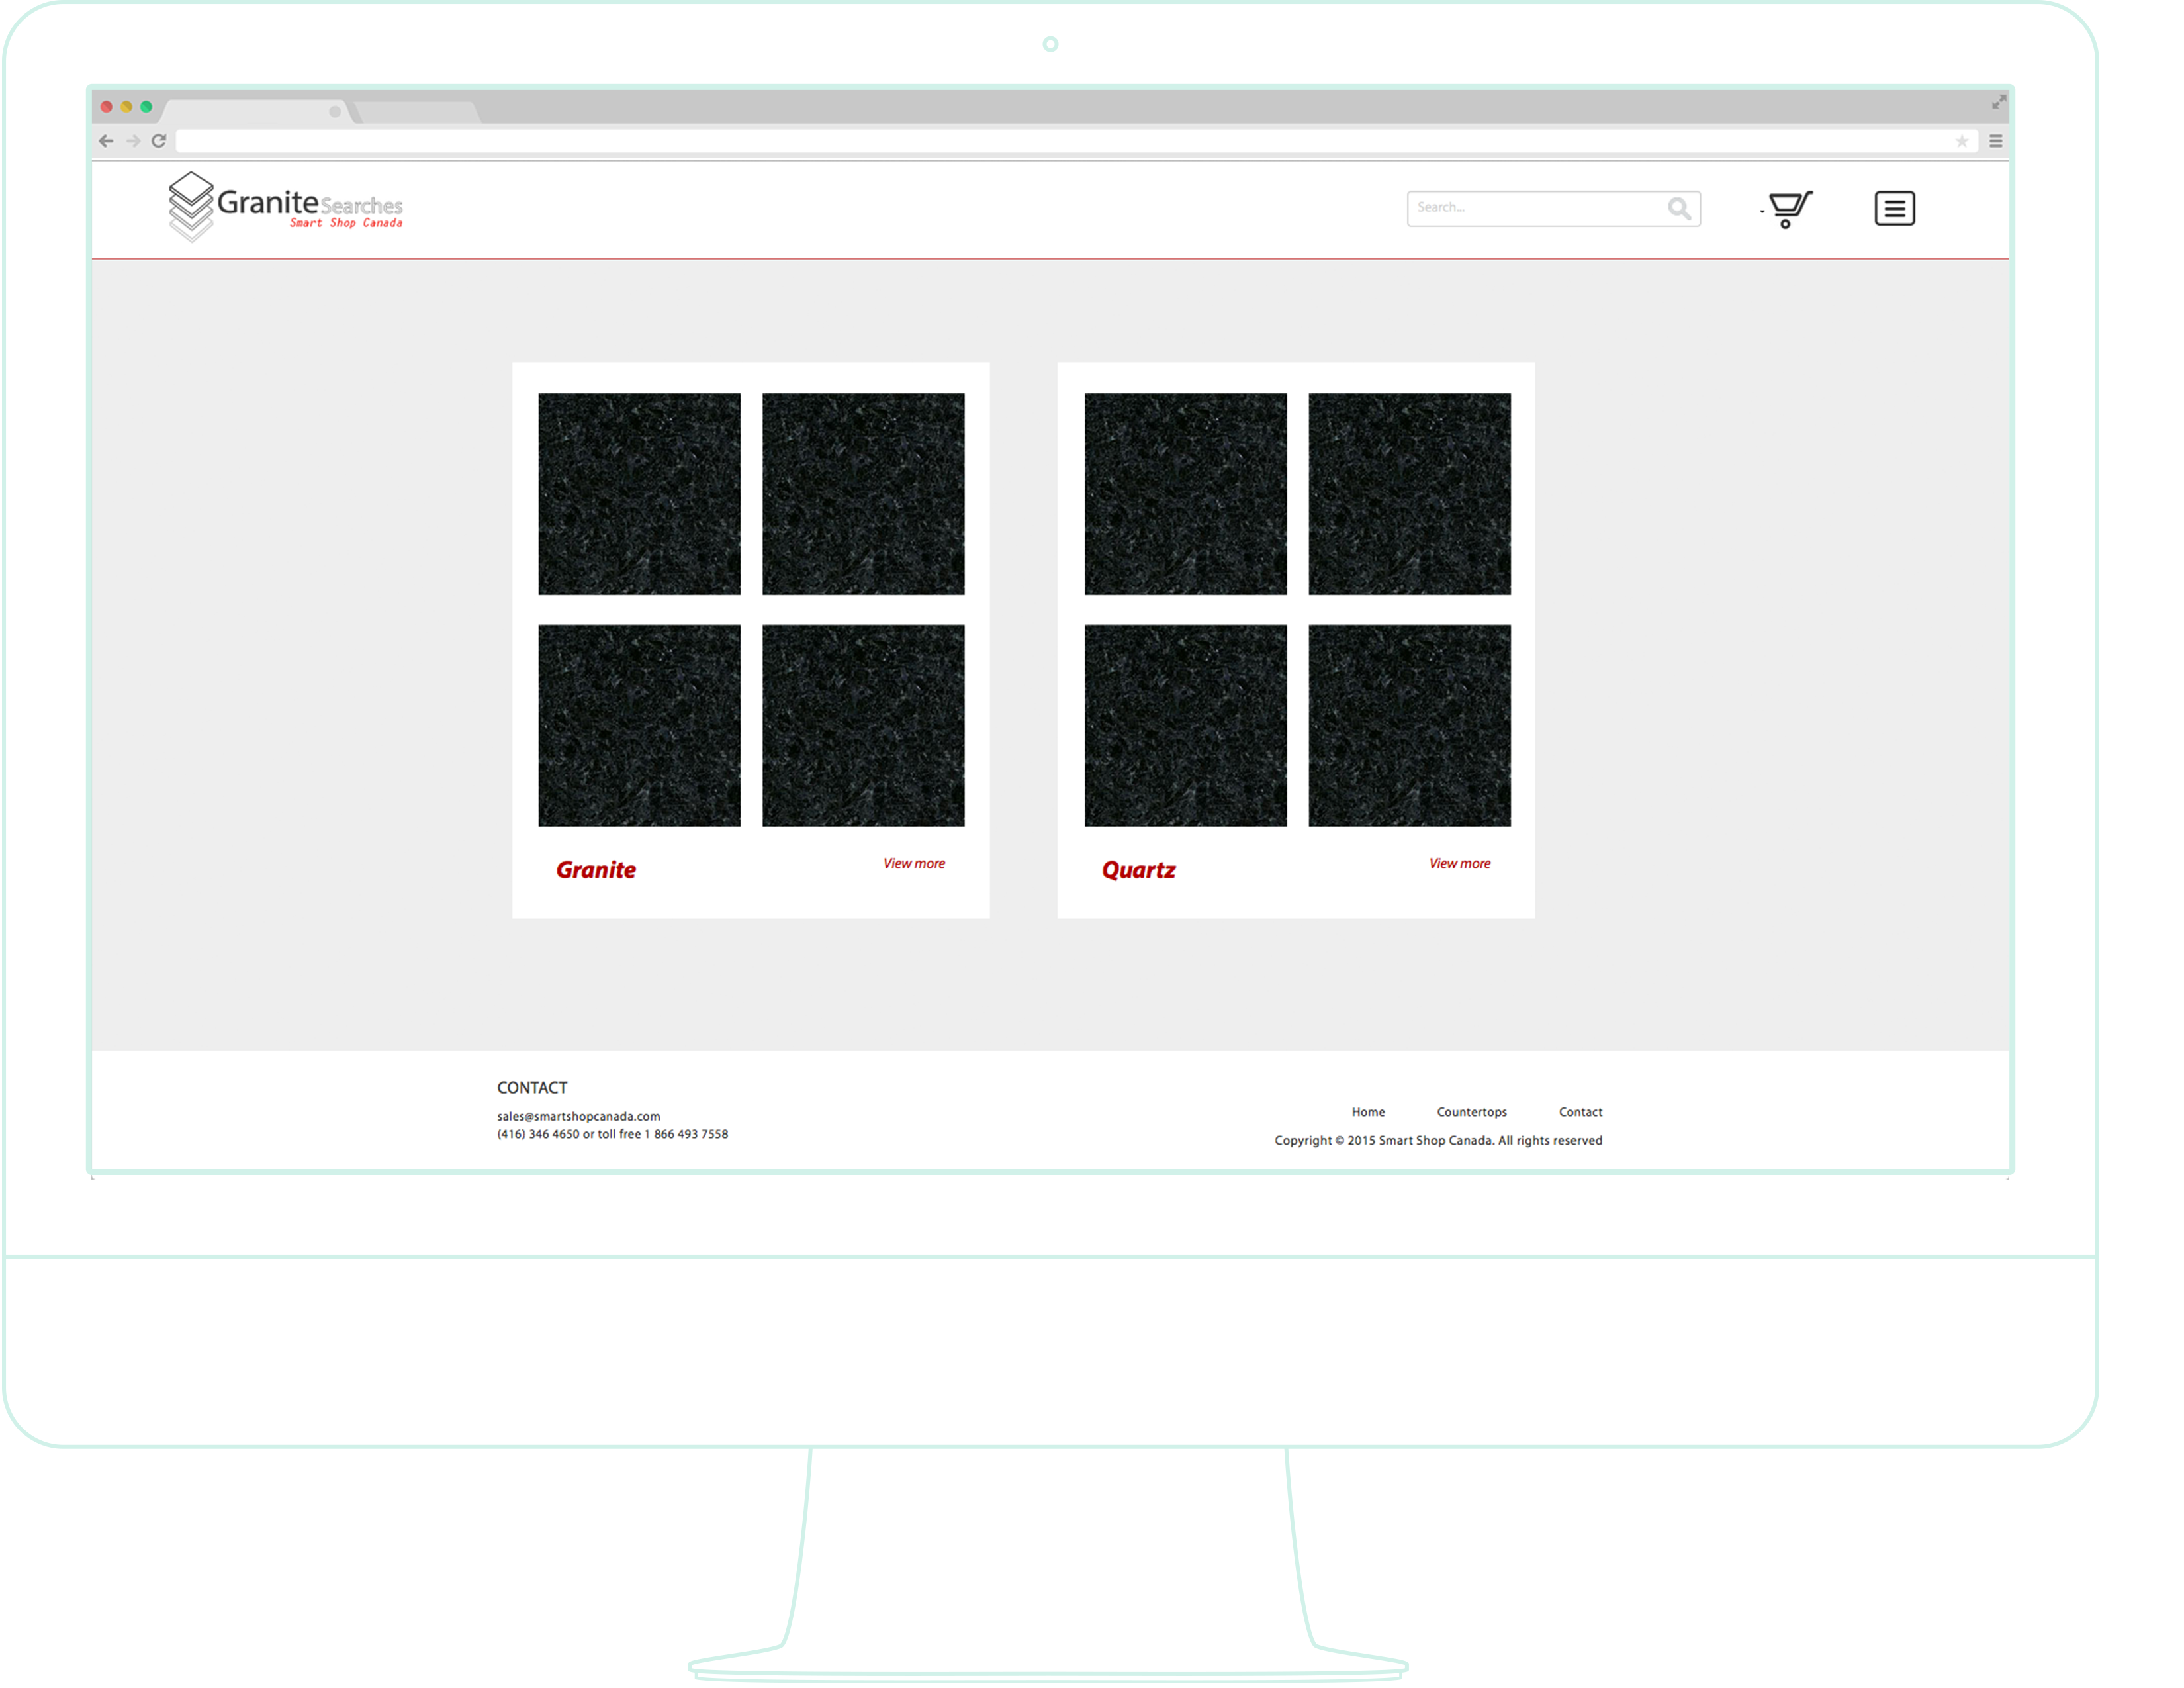 GraniteSearches
Smart Shop Canada
Search...
Granite
View more
Quartz
View more
CONTACT
sales@smartshopcanada.com
(416) 346 4650 or toll free 1 866 493 7558
Home Countertops Contact
Copyright © 2015 Smart Shop Canada. All rights reserved